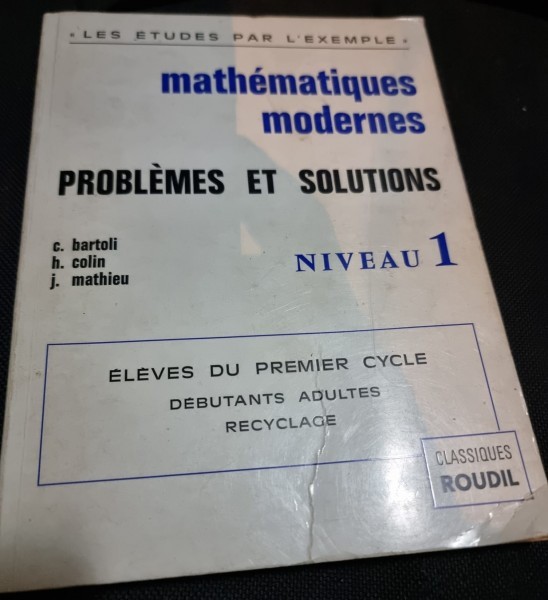 • LES ÉTUDES PAR L'EXEMPLE •
mathématiques
modernes
PROBLÈMES ET SOLUTIONS
c. bartoli
h. colin
j. mathieu
NIVEAU 1
ÉLÈVES DU PREMIER CYCLE
DÉBUTANTS ADULTES
RECYCLAGE
CLASSIQUES
ROUDIL